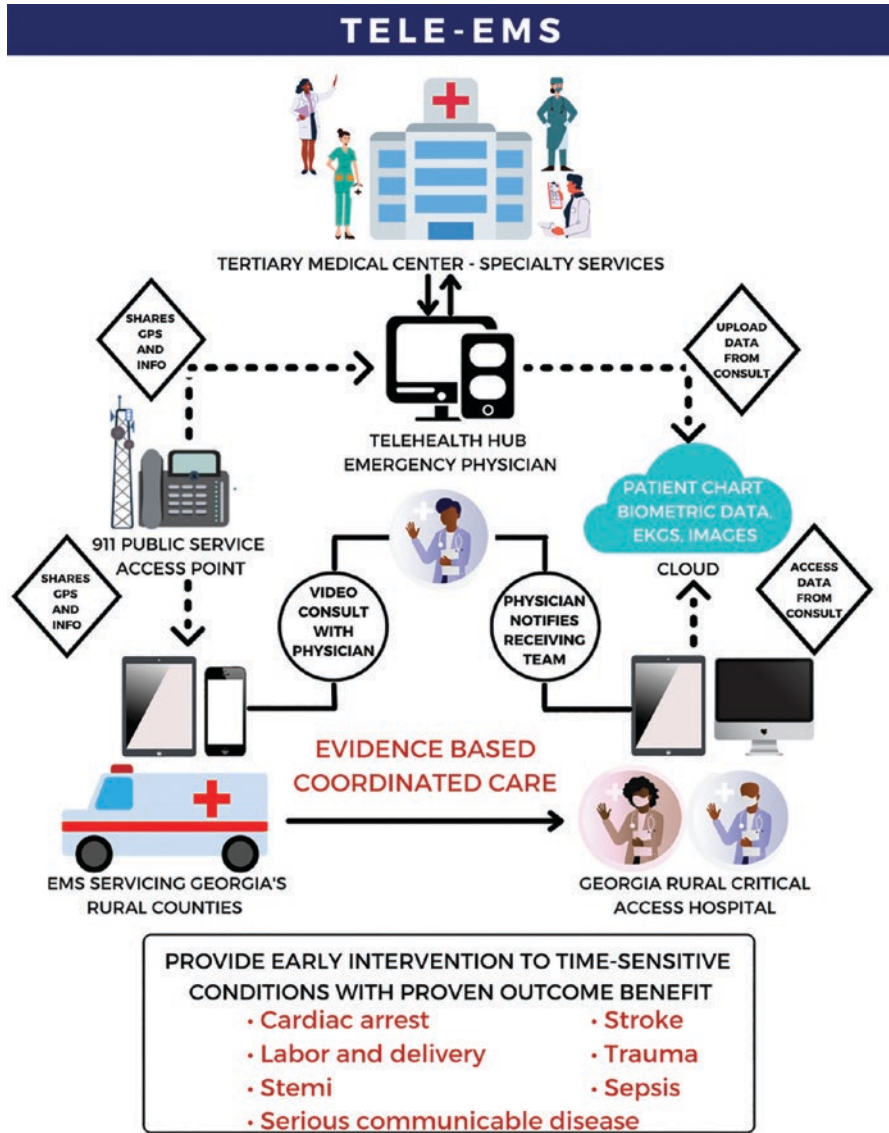 TELE-EMS
TERTIARY MEDICAL CENTER - SPECIALTY SERVICES
SHARES
GPS
AND
INFO
UPLOAD
DATA
FROM
CONSULT
TELEHEALTH HUB
EMERGENCY PHYSICIAN
911 PUBLIC SERVICE
ACCESS POINT
PATIENT CHART
BIOMETRIC DATA,
EKGS, IMAGES
CLOUD
SHARES
GPS
AND
INFO
VIDEO
CONSULT
WITH
PHYSICIAN
PHYSICIAN
NOTIFIES
RECEIVING
TEAM
ACCESS
DATA
FROM
CONSULT
EVIDENCE BASED
COORDINATED CARE
EMS SERVICING GEORGIA'S
RURAL COUNTIES
GEORGIA RURAL CRITICAL
ACCESS HOSPITAL
PROVIDE EARLY INTERVENTION TO TIME-SENSITIVE
CONDITIONS WITH PROVEN OUTCOME BENEFIT
• Cardiac arrest
• Labor and delivery
• Stemi
• Serious communicable disease
• Stroke
• Trauma
• Sepsis